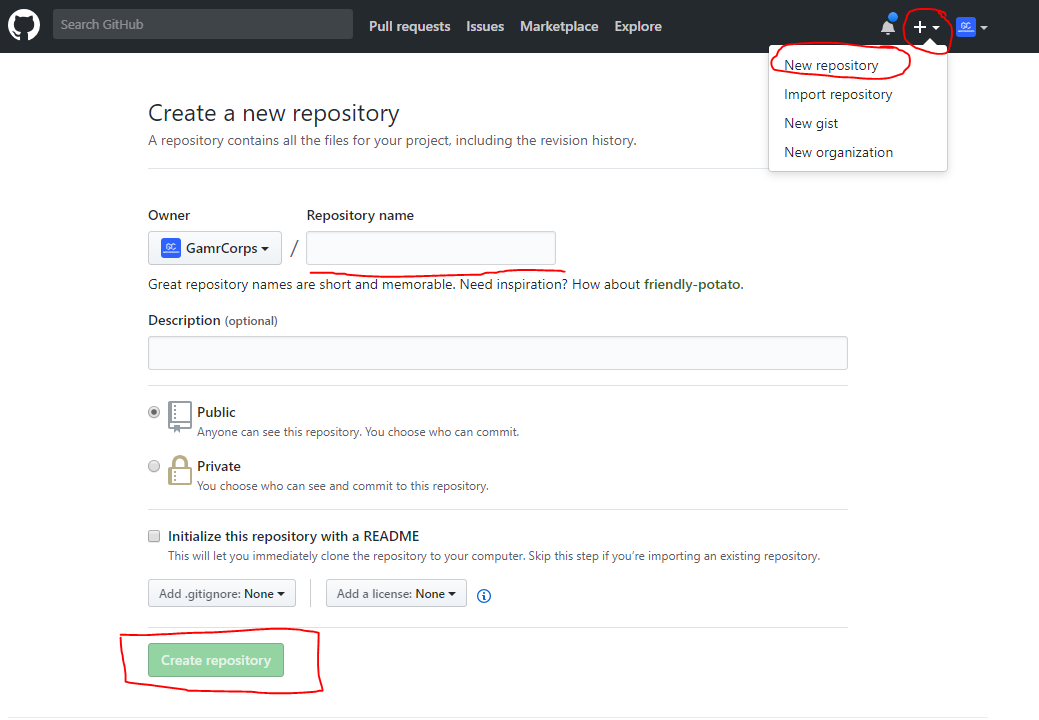 Search GitHub Pull requests Issues Marketplace Explore
New repository
Import repository
New gist
New organization
Create a new repository
A repository contains all the files for your project, including the revision history.
Owner Repository name
GC GamrCorps /
Great repository names are short and memorable. Need inspiration? How about friendly-potato.
Description (optional)
Public
Anyone can see this repository. You choose who can commit.
Private
You choose who can see and commit to this repository.
Initialize this repository with a README
This will let you immediately clone the repository to your computer. Skip this step if you’re importing an existing repository.
Add .gitignore: None Add a license: None
Create repository